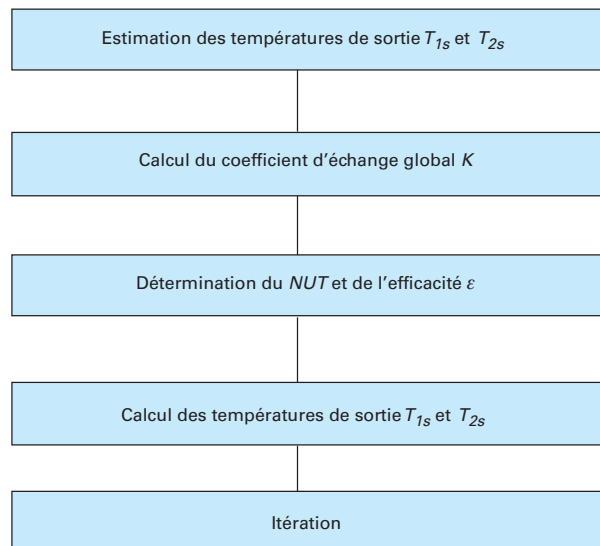 Estimation des températures de sortie T1s et T2s
Calcul du coefficient d'échange global K
Détermination du NUT et de l'efficacité ε
Calcul des températures de sortie T1s et T2s
Itération